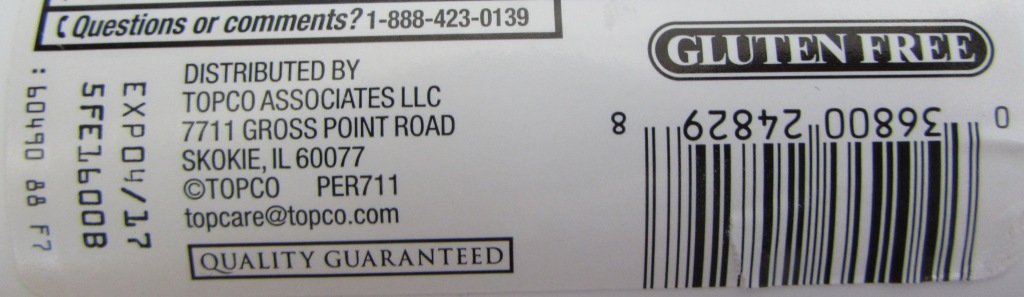 Questions or comments? 1-888-423-0139
GLUTEN FREE
DISTRIBUTED BY
TOPCO ASSOCIATES LLC
7711 GROSS POINT ROAD
SKOKIE, IL 60077
©TOPCO PER711
topcare@topco.com
QUALITY GUARANTEED
EXP04/17
5FE1600B
: 60490 88 F7
0 36800 24829 8